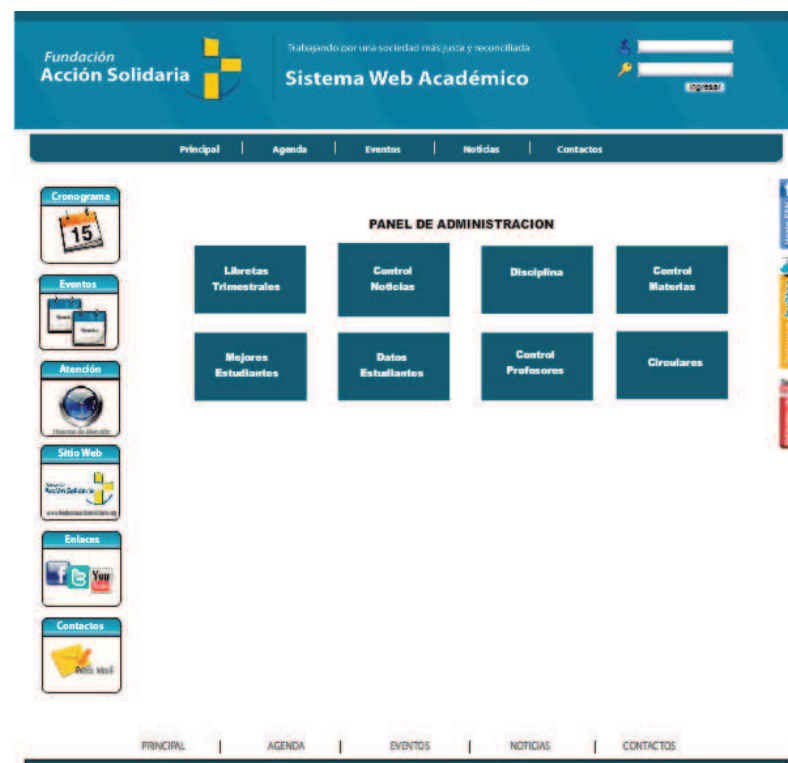 Trabajando por una sociedad más justa y reconciliada
Fundación
Acción Solidaria
Sistema Web Académico
Ingresar
Principal | Agenda | Eventos | Noticias | Contactos
Cronograma
15
PANEL DE ADMINISTRACION
Libretas
Trimestrales
Control
Noticias
Disciplina
Control
Materias
Eventos
Mejores
Estudiantes
Datos
Estudiantes
Control
Profesores
Circulares
Atención
Sitio Web
Acción Solidaria
Enlaces
You
Contactos
PRINCIPAL | AGENDA | EVENTOS | NOTICIAS | CONTACTOS